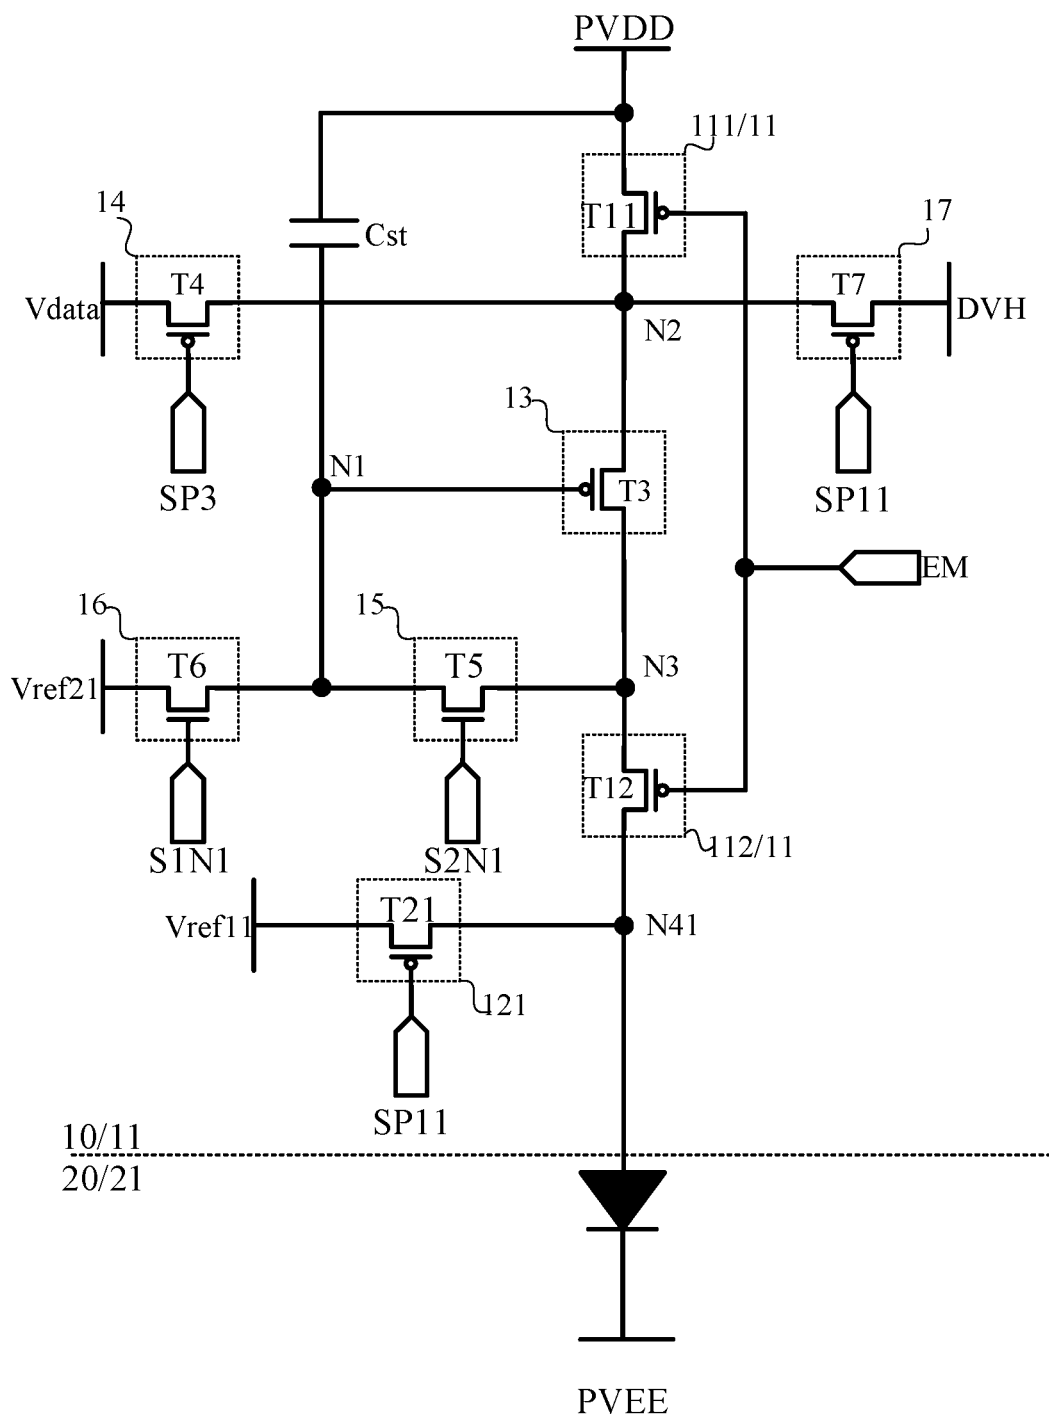 PVDD
111/11
14
T11
17
Cst
T4
T7
Vdata
DVH
N2
13
N1
T3
SP3
SP11
EM
16
15
T6
T5
N3
Vref21
T12
S1N1
S2N1
112/11
T21
Vref11
N41
121
SP11
10/11
20/21
PVEE